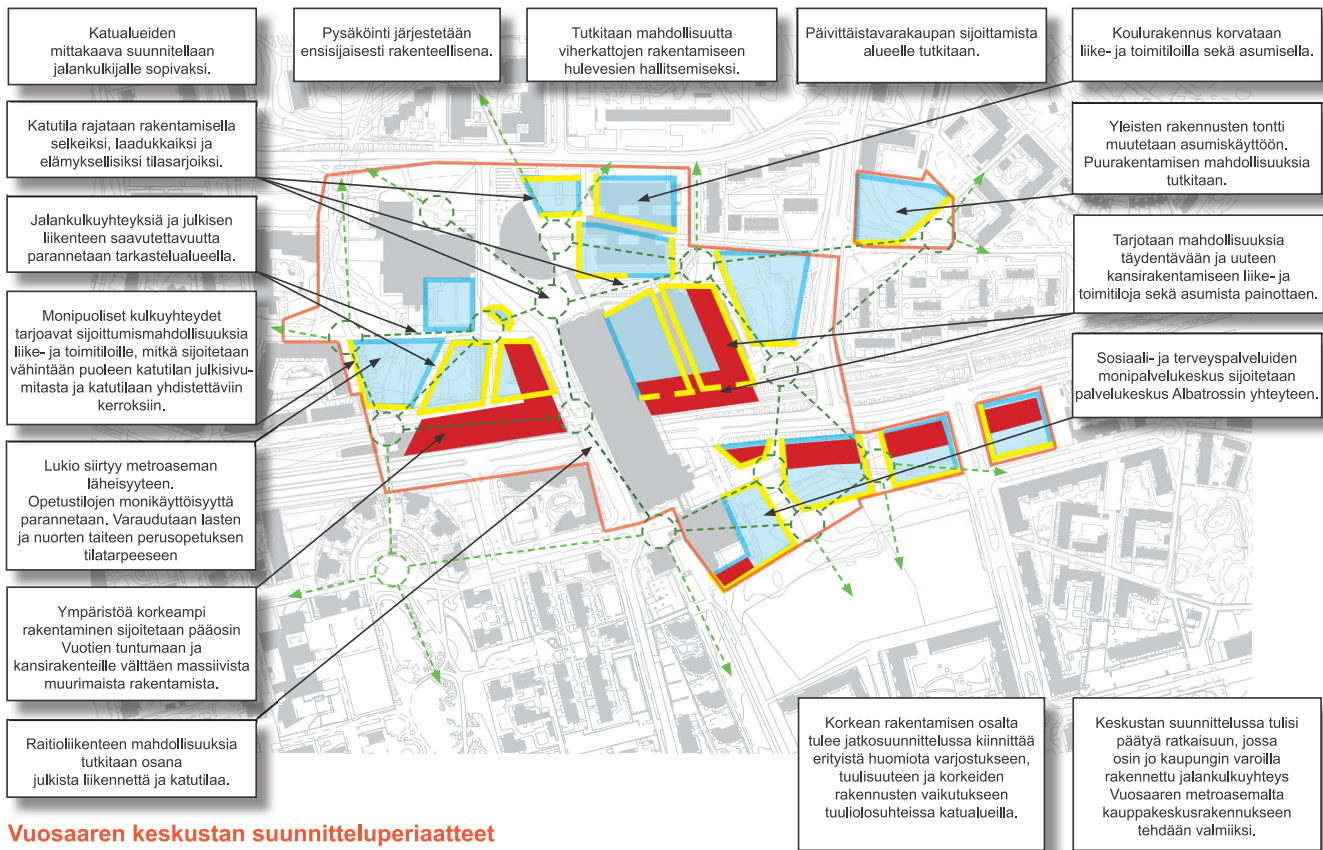 Katualueiden
mittakaava suunnitellaan
jalankulkijalle sopivaksi.
Pysäköinti järjestetään
ensisijaisesti rakenteellisena.
Tutkitaan mahdollisuutta
viherkattojen rakentamiseen
hulevesien hallitsemiseksi.
Päivittäistavarakaupan sijoittamista
alueelle tutkitaan.
Koulurakennus korvataan
liike- ja toimitiloilla sekä asumisella.
Katutila rajataan rakentamisella
selkeiksi, laadukkaiksi ja
elämyksellisiksi tilasarjoiksi.
Yleisten rakennusten tontti
muutetaan asumiskäyttöön.
Puurakentamisen mahdollisuuksia
tutkitaan.
Jalankulkuyhteyksiä ja julkisen
liikenteen saavutettavuutta
parannetaan tarkastelualueella.
Tarjotaan mahdollisuuksia
täydentävään ja uuteen
kansirakentamiseen liike- ja
toimitiloja sekä asumista painottaen.
Monipuoliset kulkuyhteydet
tarjoavat sijoittumismahdollisuuksia
liike- ja toimitiloille, mitkä sijoitetaan
vähintään puoleen katutilan julkisivu-
mitasta ja katutilaan yhdistettäviin
kerroksiin.
Sosiaali- ja terveyspalveluiden
monipalvelukeskus sijoitetaan
palvelukeskus Albatrossin yhteyteen.
Lukio siirtyy metroaseman
läheisyyteen.
Opetustilojen monikäyttöisyyttä
parannetaan. Varaudutaan lasten
ja nuorten taiteen perusopetuksen
tilatarpeeseen
Ympäristöä korkeampi
rakentaminen sijoitetaan pääosin
Vuotien tuntumaan ja
kansirakenteille välttäen massiivista
muurimaista rakentamista.
Raitioliikenteen mahdollisuuksia
tutkitaan osana
julkista liikennettä ja katutilaa.
Korkean rakentamisen osalta
tulee jatkosuunnittelussa kiinnittää
erityistä huomiota varjostukseen,
tuulisuuteen ja korkeiden
rakennusten vaikutukseen
tuuliolosuhteissa katualueilla.
Keskustan suunnittelussa tulisi
päätyä ratkaisuun, jossa
osin jo kaupungin varoilla
rakennettu jalankulkuyhteys
Vuosaaren metroasemalta
kauppakeskusrakennukseen
tehdään valmiiksi.
Vuosaaren keskustan suunnitteluperiaatteet